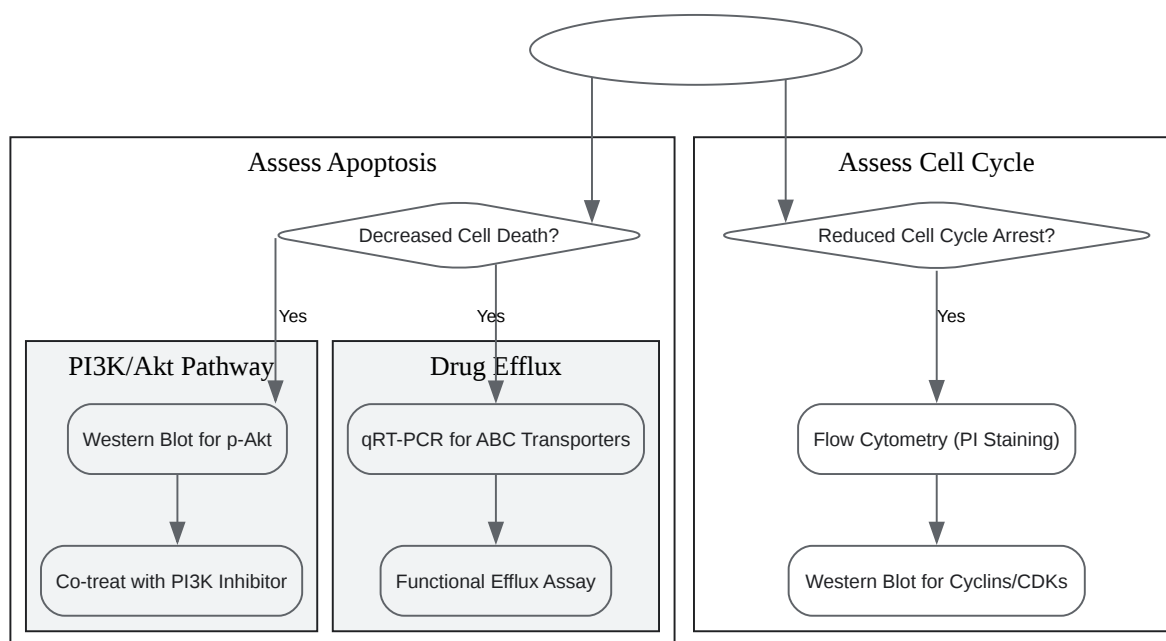 Assess Apoptosis
Assess Cell Cycle
Decreased Cell Death?
Reduced Cell Cycle Arrest?
Yes
Yes
Yes
PI3K/Akt Pathway
Drug Efflux
Western Blot for p-Akt
qRT-PCR for ABC Transporters
Flow Cytometry (PI Staining)
Co-treat with PI3K Inhibitor
Functional Efflux Assay
Western Blot for Cyclins/CDKs